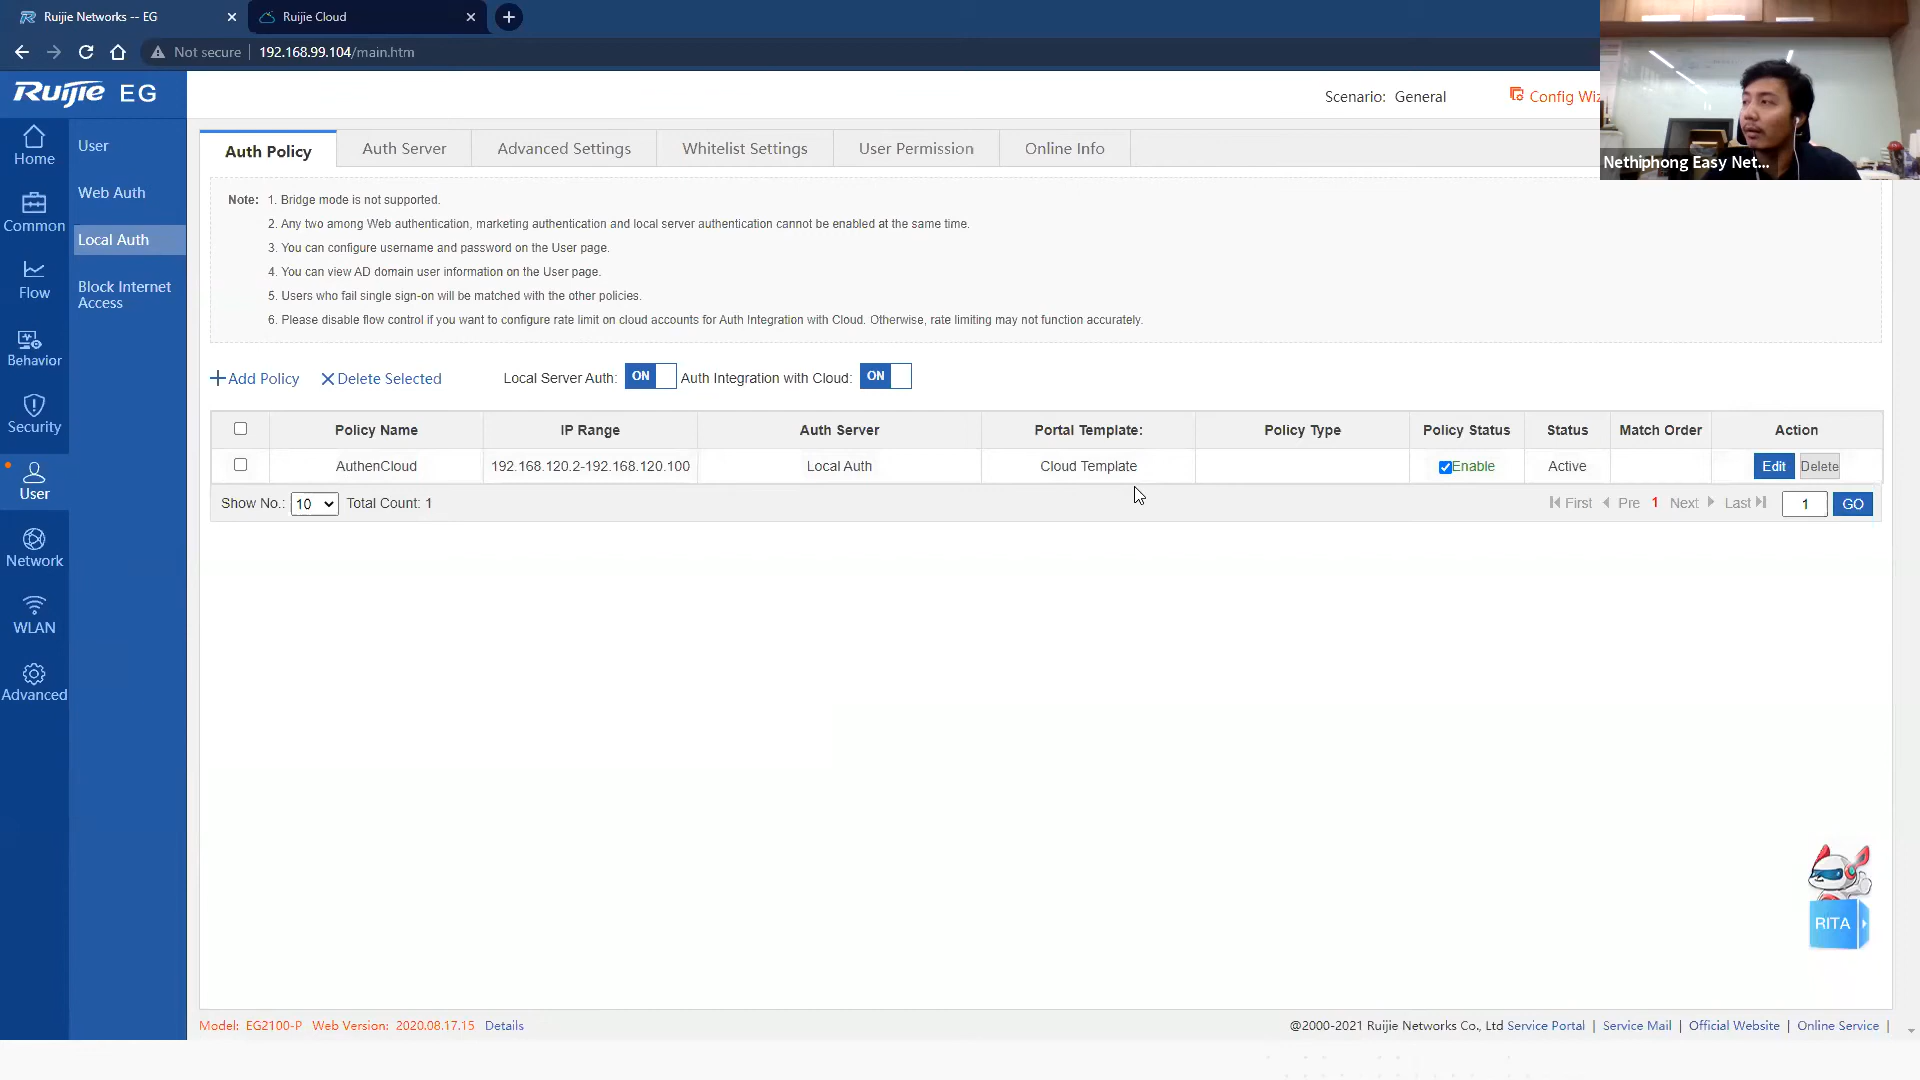 Ruijie Networks -- EG
Ruijie Cloud
Not secure 192.168.99.104/main.htm
Ruijie EG
Scenario: General
Config Wiz
Nethiphong Easy Net...
Home
Common
Flow
Behavior
Security
User
Network
WLAN
Advanced
User
Web Auth
Local Auth
Block Internet
Access
Auth Policy
Auth Server
Advanced Settings
Whitelist Settings
User Permission
Online Info
Note: 1. Bridge mode is not supported.
2. Any two among Web authentication, marketing authentication and local server authentication cannot be enabled at the same time.
3. You can configure username and password on the User page.
4. You can view AD domain user information on the User page.
5. Users who fail single sign-on will be matched with the other policies.
6. Please disable flow control if you want to configure rate limit on cloud accounts for Auth Integration with Cloud. Otherwise, rate limiting may not function accurately.
Add Policy Delete Selected Local Server Auth: ON Auth Integration with Cloud: ON
Policy Name IP Range Auth Server Portal Template: Policy Type Policy Status Status Match Order Action
AuthenCloud 192.168.120.2-192.168.120.100 Local Auth Cloud Template Enable Active Edit Delete
Show No.: 10 Total Count: 1 First Pre 1 Next Last 1 GO
RITA
Model: EG2100-P Web Version: 2020.08.17.15 Details
@2000-2021 Ruijie Networks Co., Ltd Service Portal | Service Mail | Official Website | Online Service |